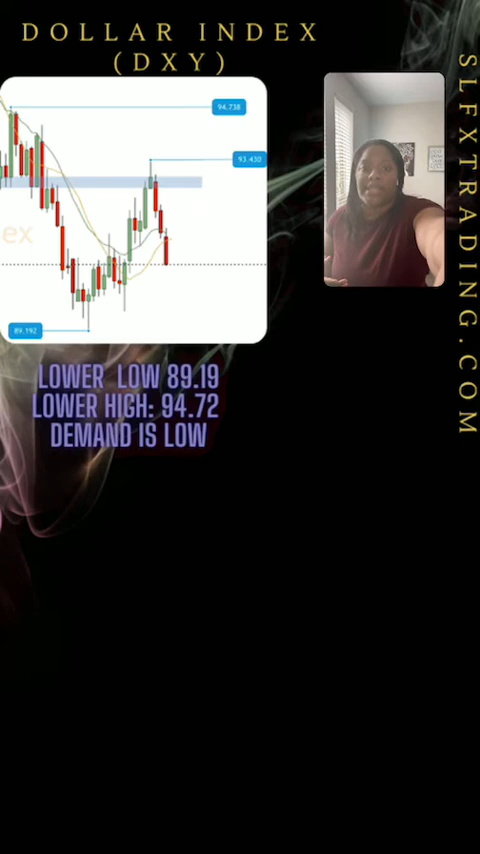 DOLLAR INDEX
(DXY)
94.738
93.430
ex
89.192
LOWER LOW 89.19
LOWER HIGH: 94.72
DEMAND IS LOW
SLFXTRADING.COM